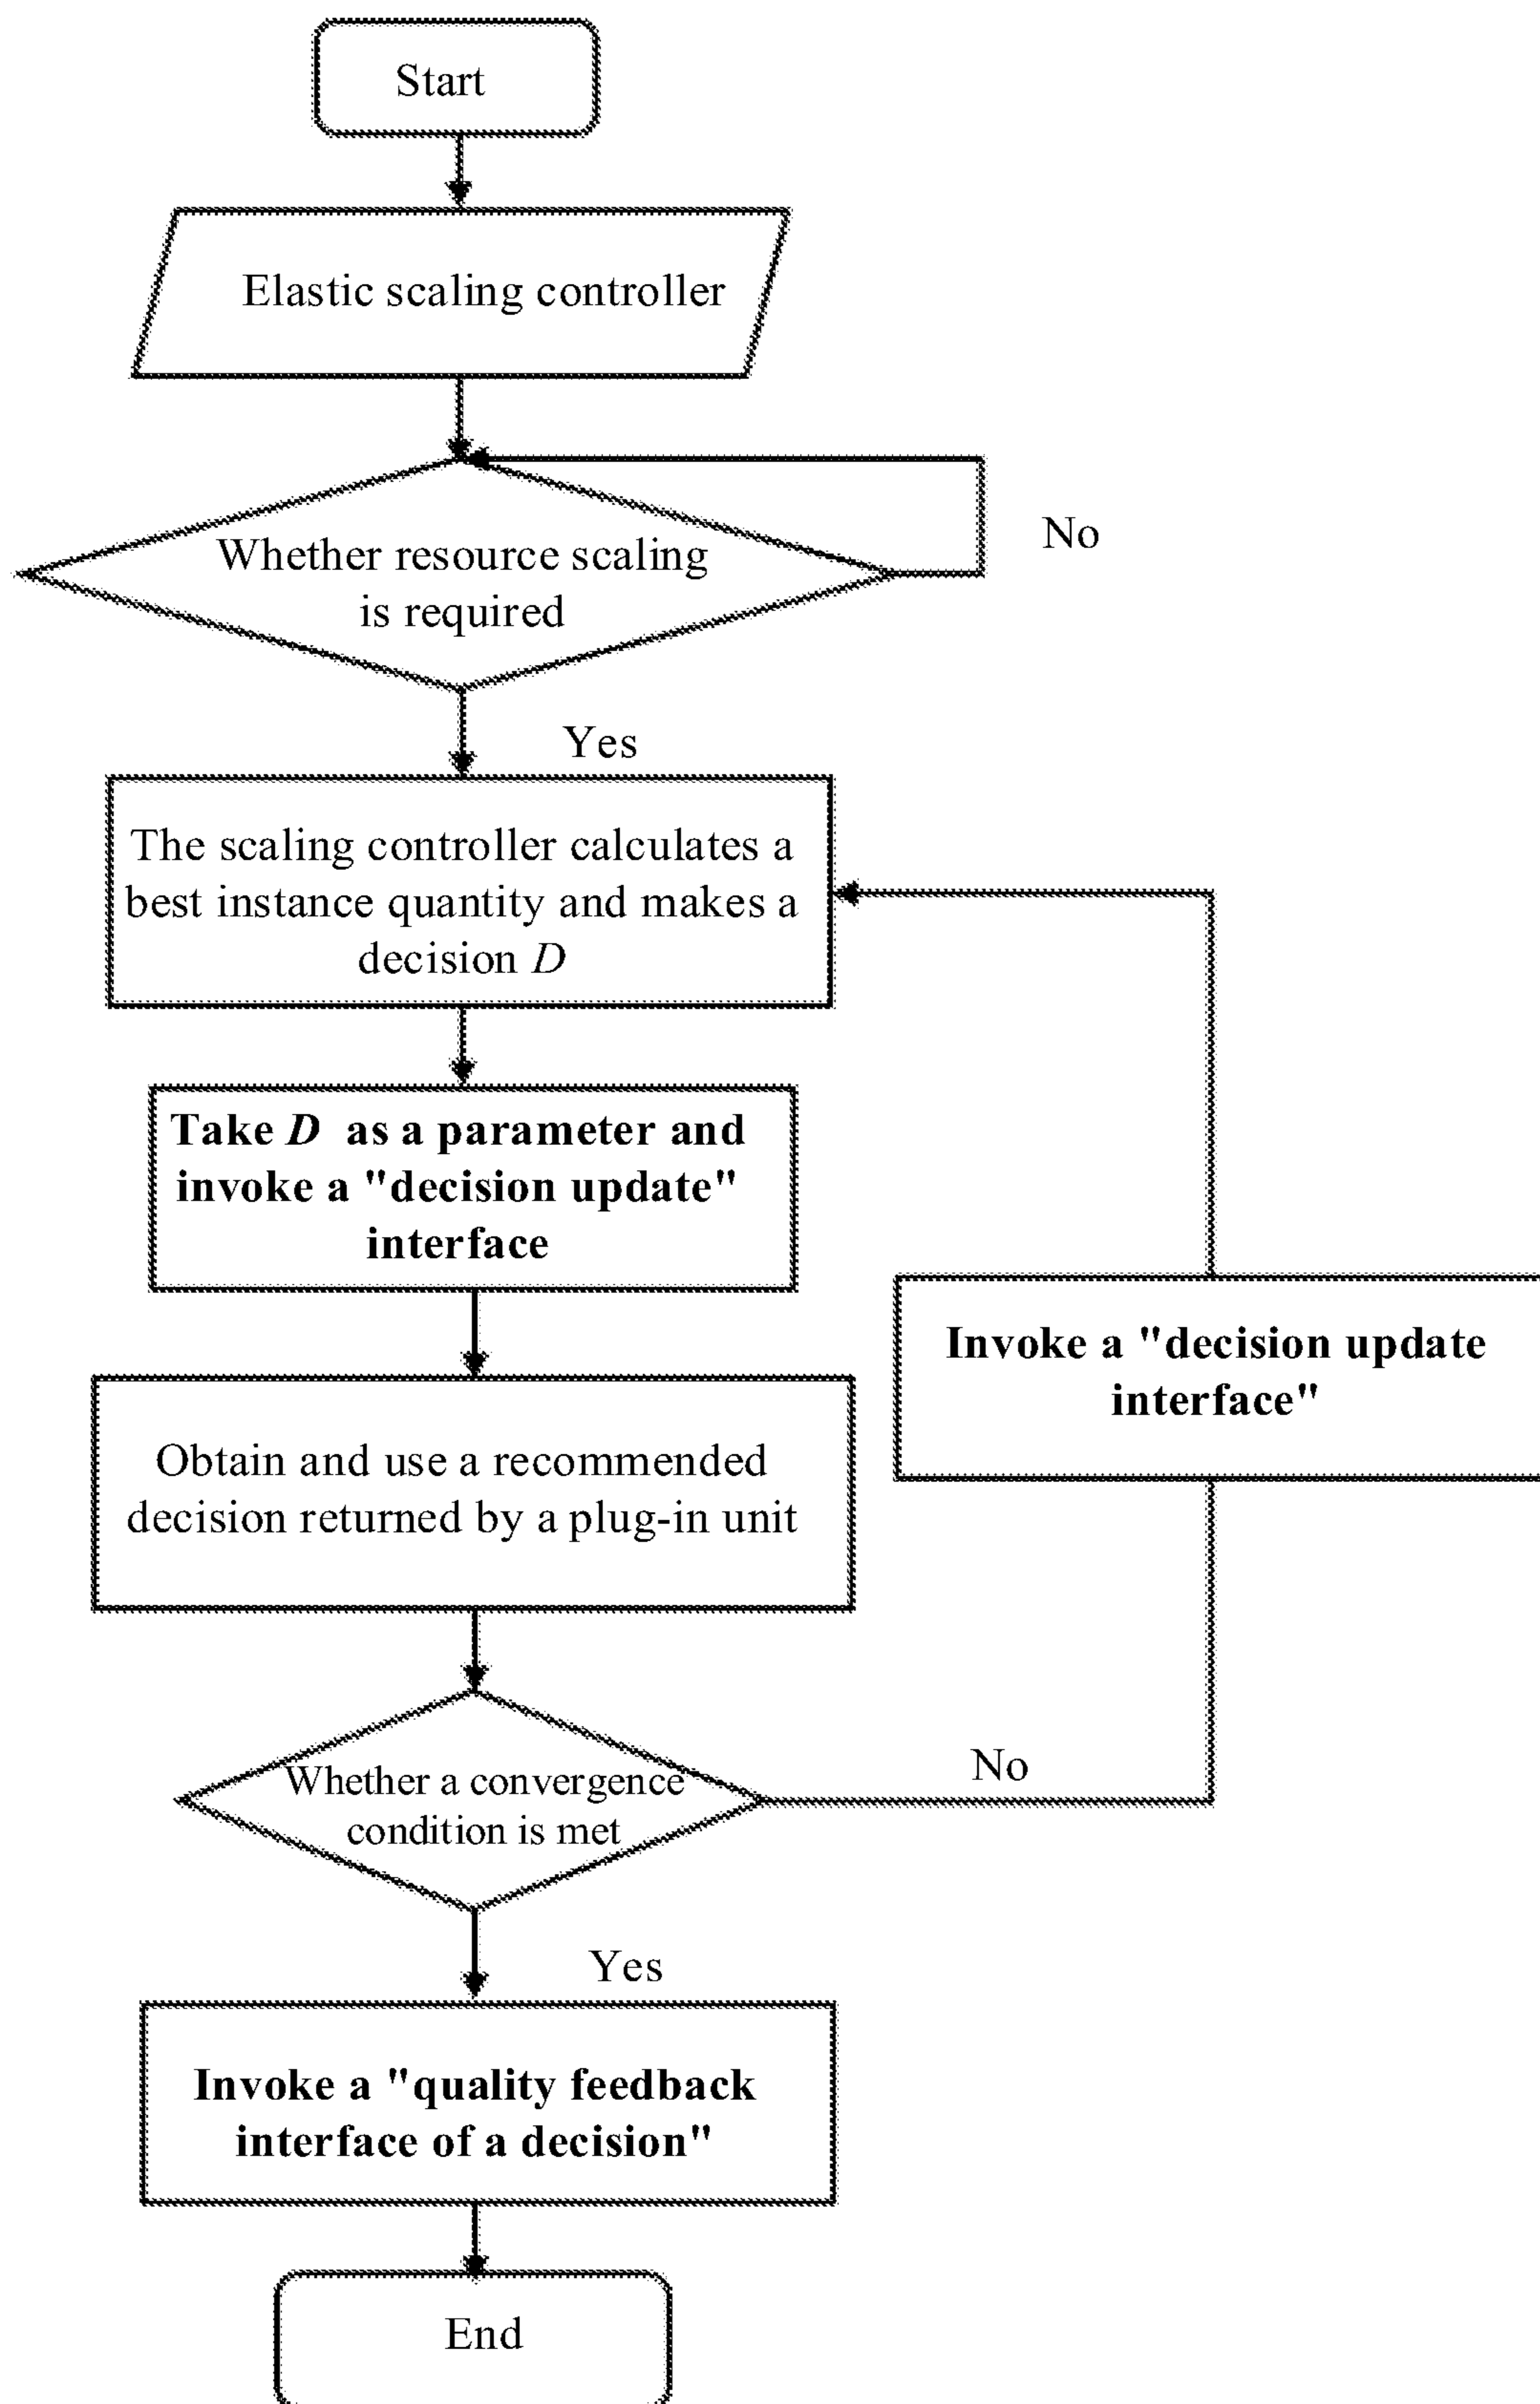 Start
Elastic scaling controller
Whether resource scaling
is required
No
Yes
The scaling controller calculates a
best instance quantity and makes a
decision D
Take D as a parameter and
invoke a "decision update"
interface
Invoke a "decision update
interface"
Obtain and use a recommended
decision returned by a plug-in unit
Whether a convergence
condition is met
No
Yes
Invoke a "quality feedback
interface of a decision"
End